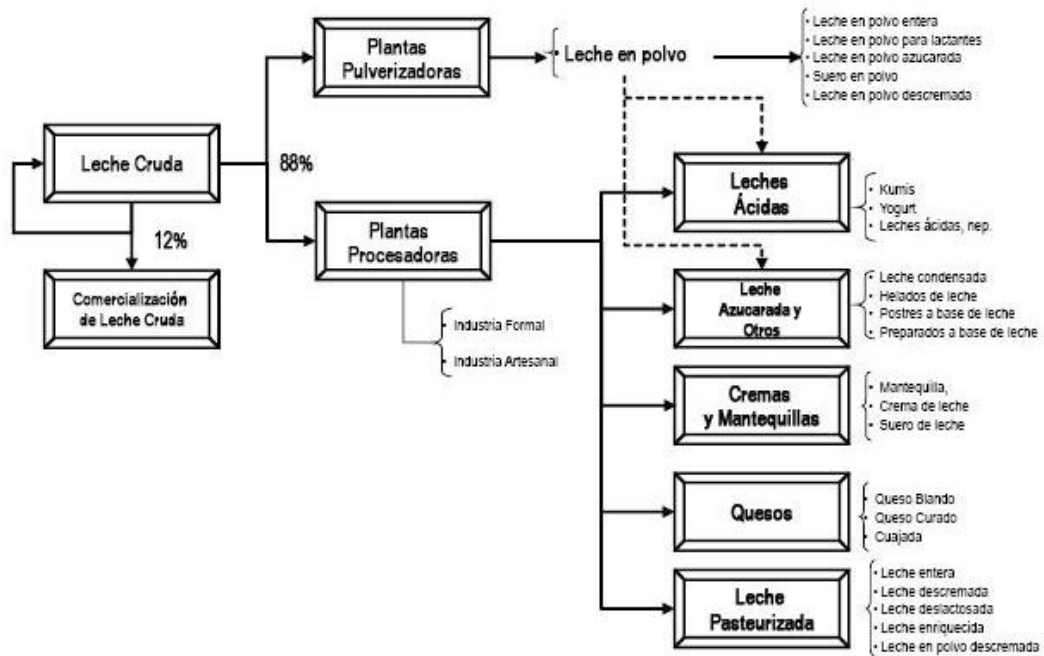 Leche Cruda
12%
Comercialización
de Leche Cruda
88%
Plantas
Pulverizadoras
• Leche en polvo
• Leche en polvo entera
• Leche en polvo para lactantes
• Leche en polvo azucarada
• Suero en polvo
• Leche en polvo descremada
Plantas
Procesadoras
• Industria Formal
• Industria Artesanal
Leches
Ácidas
• Kumis
• Yogurt
• Leches ácidas, nep.
Leche
Azucarada y
Otros
• Leche condensada
• Helados de leche
• Postres a base de leche
• Preparados a base de leche
Cremas
y Mantequillas
• Mantequilla,
• Crema de leche
• Suero de leche
Quesos
• Queso Blando
• Queso Curado
• Cuajada
Leche
Pasteurizada
• Leche entera
• Leche descremada
• Leche deslactosada
• Leche enriquecida
• Leche en polvo descremada